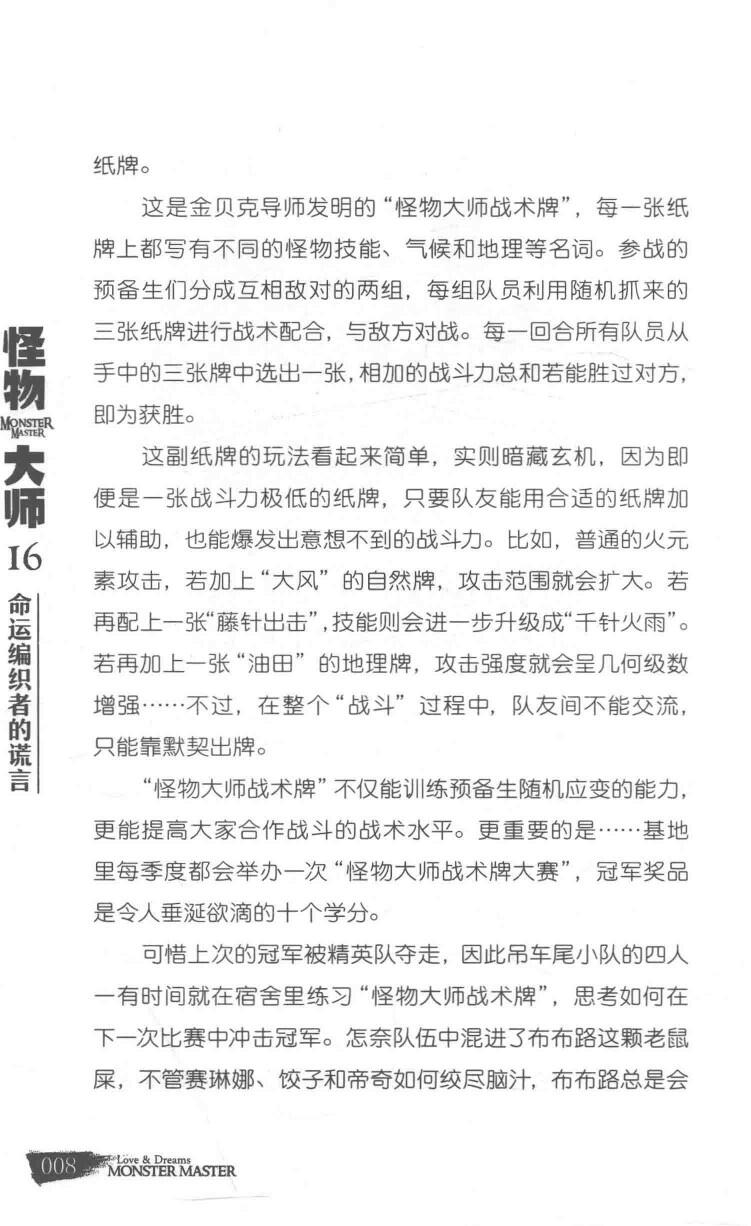 纸牌。
这是金贝克导师发明的“怪物大师战术牌”，每一张纸
牌上都写有不同的怪物技能、气候和地理等名词。参战的
预备生们分成互相敌对的两组，每组队员利用随机抓来的
三张纸牌进行战术配合，与敌方对战。每一回合所有队员从
手中的三张牌中选出一张，相加的战斗力总和若能胜过对方，
即为获胜。
这副纸牌的玩法看起来简单，实则暗藏玄机，因为即
便是一张战斗力极低的纸牌，只要队友能用合适的纸牌加
以辅助，也能爆发出意想不到的战斗力。比如，普通的火元
素攻击，若加上“大风”的自然牌，攻击范围就会扩大。若
再配上一张“藤针出击”，技能则会进一步升级成“千针火雨”。
若再加上一张“油田”的地理牌，攻击强度就会呈几何级数
增强……不过，在整个“战斗”过程中，队友间不能交流，
只能靠默契出牌。
“怪物大师战术牌”不仅能训练预备生随机应变的能力，
更能提高大家合作战斗的战术水平。更重要的是……基地
里每季度都会举办一次“怪物大师战术牌大赛”，冠军奖品
是令人垂涎欲滴的十个学分。
可惜上次的冠军被精英队夺走，因此吊车尾小队的四人
一有时间就在宿舍里练习“怪物大师战术牌”，思考如何在
下一次比赛中冲击冠军。怎奈队伍中混进了布布路这颗老鼠
屎，不管赛琳娜、饺子和帝奇如何绞尽脑汁，布布路总是会
怪物
MONSTER
MASTER
大师
16
命运编织者的谎言
008
Love & Dreams
MONSTER MASTER